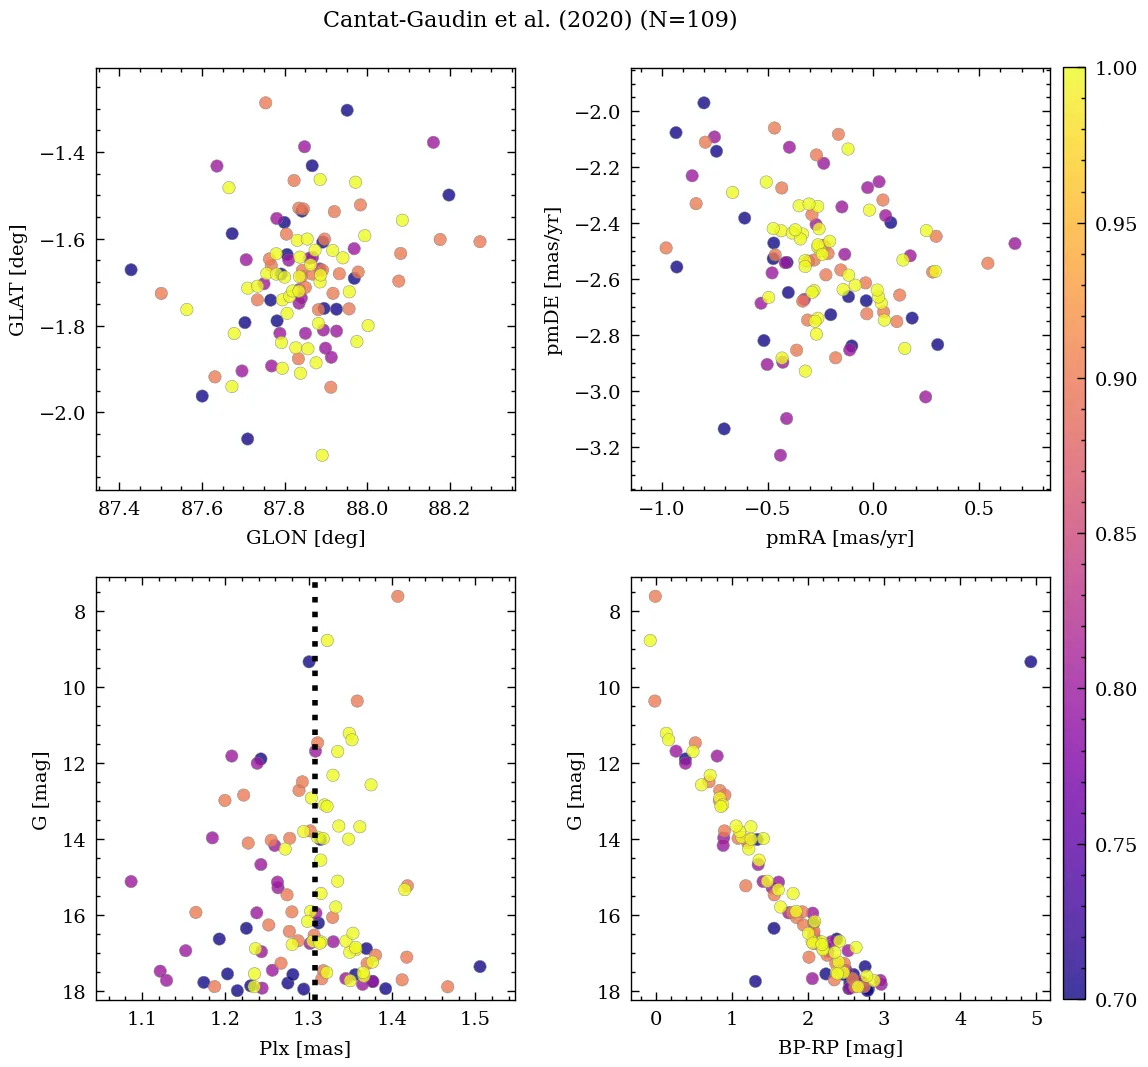 Cantat-Gaudin et al. (2020) (N=109)
−1.4
−1.6
−1.8
−2.0
GLAT [deg]
87.4 87.6 87.8 88.0 88.2
GLON [deg]
−2.0
−2.2
−2.4
−2.6
−2.8
−3.0
−3.2
pmDE [mas/yr]
−1.0 −0.5 0.0 0.5
pmRA [mas/yr]
8
10
12
14
16
18
G [mag]
1.1 1.2 1.3 1.4 1.5
Plx [mas]
8
10
12
14
16
18
G [mag]
0 1 2 3 4 5
BP-RP [mag]
1.00
0.95
0.90
0.85
0.80
0.75
0.70